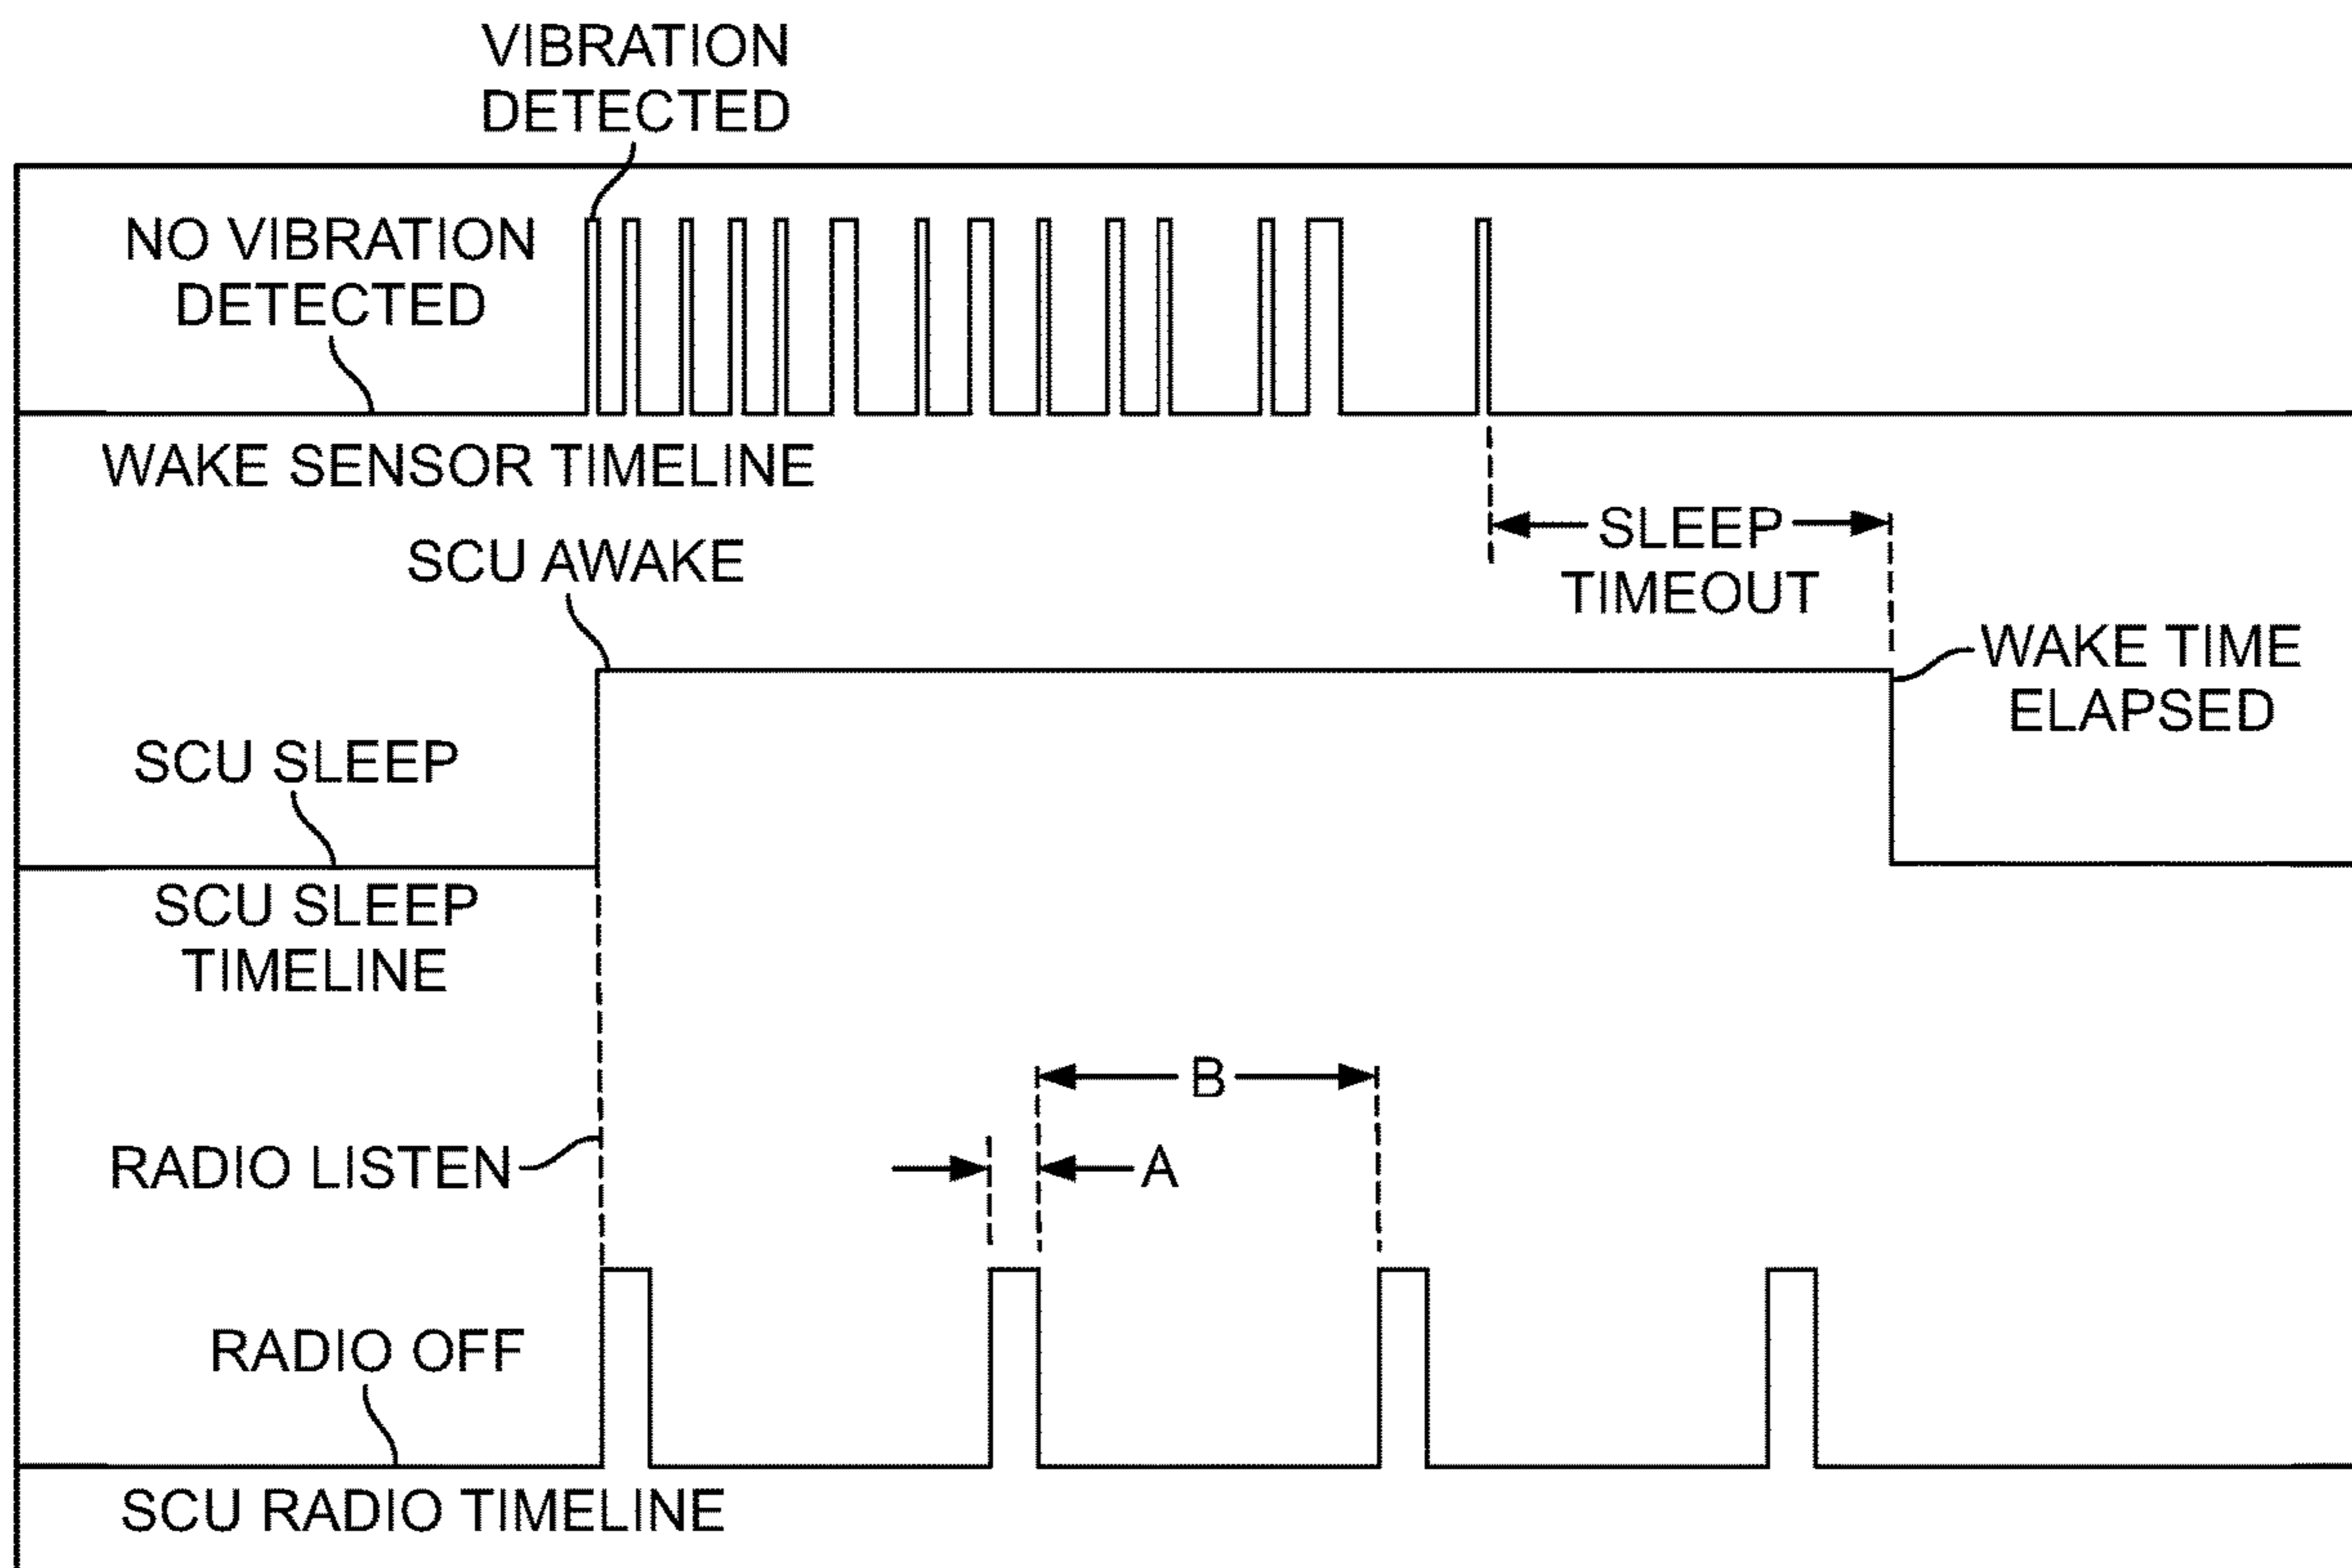 VIBRATION
DETECTED
NO VIBRATION
DETECTED
WAKE SENSOR TIMELINE
SLEEP
TIMEOUT
SCU AWAKE
WAKE TIME
ELAPSED
SCU SLEEP
SCU SLEEP
TIMELINE
B
RADIO LISTEN
A
RADIO OFF
SCU RADIO TIMELINE